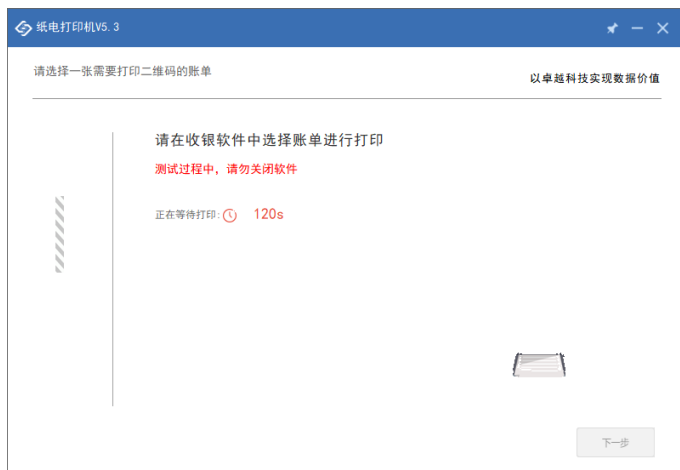 纸电打印机V5.3
请选择一张需要打印二维码的账单
以卓越科技实现数据价值
请在收银软件中选择账单进行打印
测试过程中，请勿关闭软件
正在等待打印: 120s
下一步